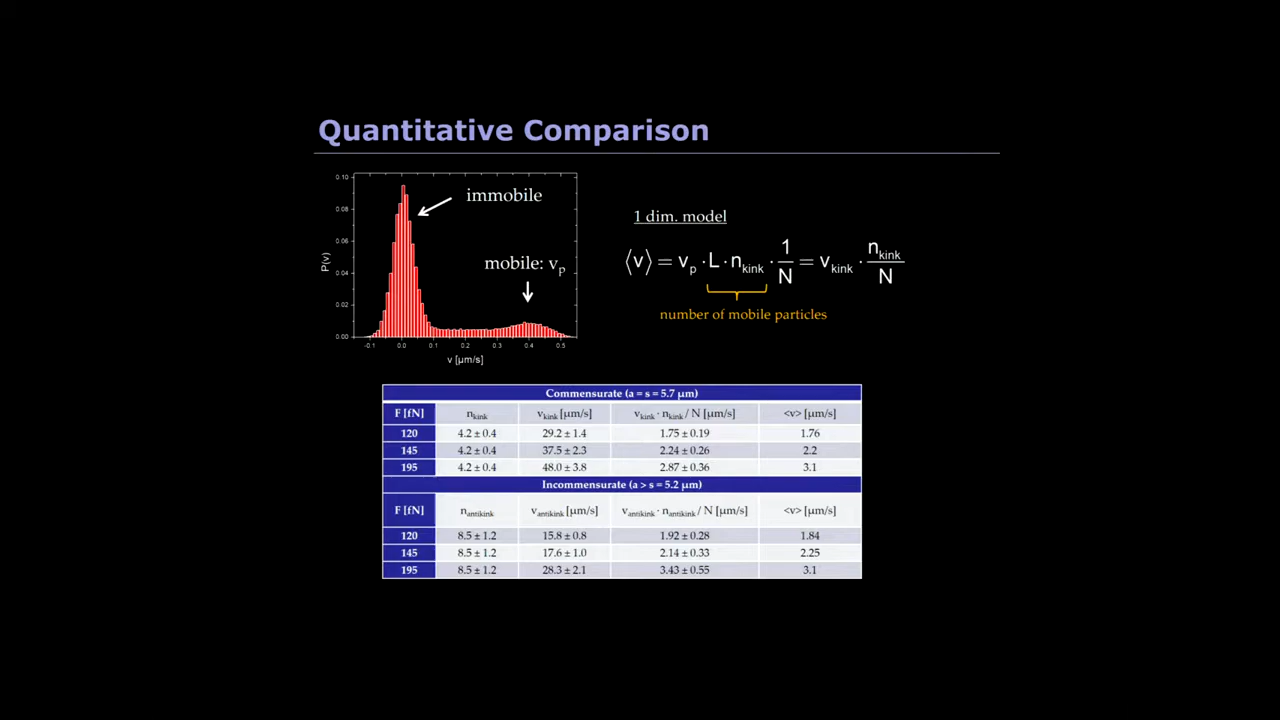 Quantitative Comparison
0.10
0.08
0.06
0.04
0.02
0.00
P(v)
-0.1 0.0 0.1 0.2 0.3 0.4 0.5
v [µm/s]
immobile
mobile: vp
1 dim. model
⟨v⟩ = vp · L · nkink · 1/N = vkink · nkink/N
number of mobile particles
Commensurate (a = s = 5.7 µm)
F [fN] nkink vkink [µm/s] vkink · nkink / N [µm/s] <v> [µm/s]
120 4.2 ± 0.4 29.2 ± 1.4 1.75 ± 0.19 1.76
145 4.2 ± 0.4 37.5 ± 2.3 2.24 ± 0.26 2.2
195 4.2 ± 0.4 48.0 ± 3.8 2.87 ± 0.36 3.1
Incommensurate (a > s = 5.2 µm)
F [fN] nantikink vantikink [µm/s] vantikink · nantikink / N [µm/s] <v> [µm/s]
120 8.5 ± 1.2 15.8 ± 0.8 1.92 ± 0.28 1.84
145 8.5 ± 1.2 17.6 ± 1.0 2.14 ± 0.33 2.25
195 8.5 ± 1.2 28.3 ± 2.1 3.43 ± 0.55 3.1